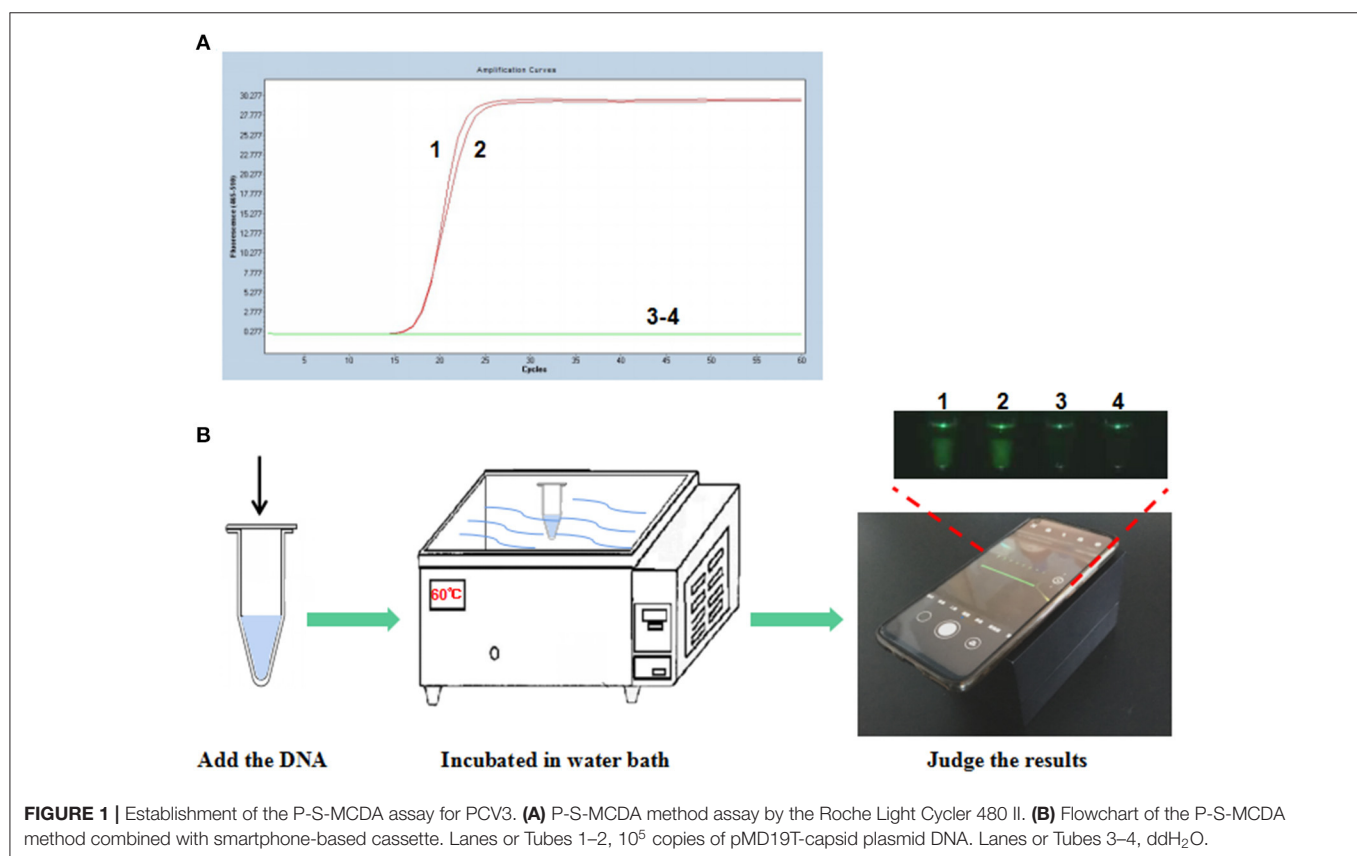 A
Amplification Curves
30.277
27.777
25.277
22.777
20.277
17.777
15.277
12.777
10.277
7.777
5.277
2.777
0.277
Fluorescence (465-510)
1 2
3-4
5 10 15 20 25 30 35 40 45 50 55 60
Cycles
B
1 2 3 4
60℃
Add the DNA
Incubated in water bath
Judge the results
FIGURE 1 | Establishment of the P-S-MCDA assay for PCV3. (A) P-S-MCDA method assay by the Roche Light Cycler 480 II. (B) Flowchart of the P-S-MCDA
method combined with smartphone-based cassette. Lanes or Tubes 1–2, 10⁵ copies of pMD19T-capsid plasmid DNA. Lanes or Tubes 3–4, ddH₂O.